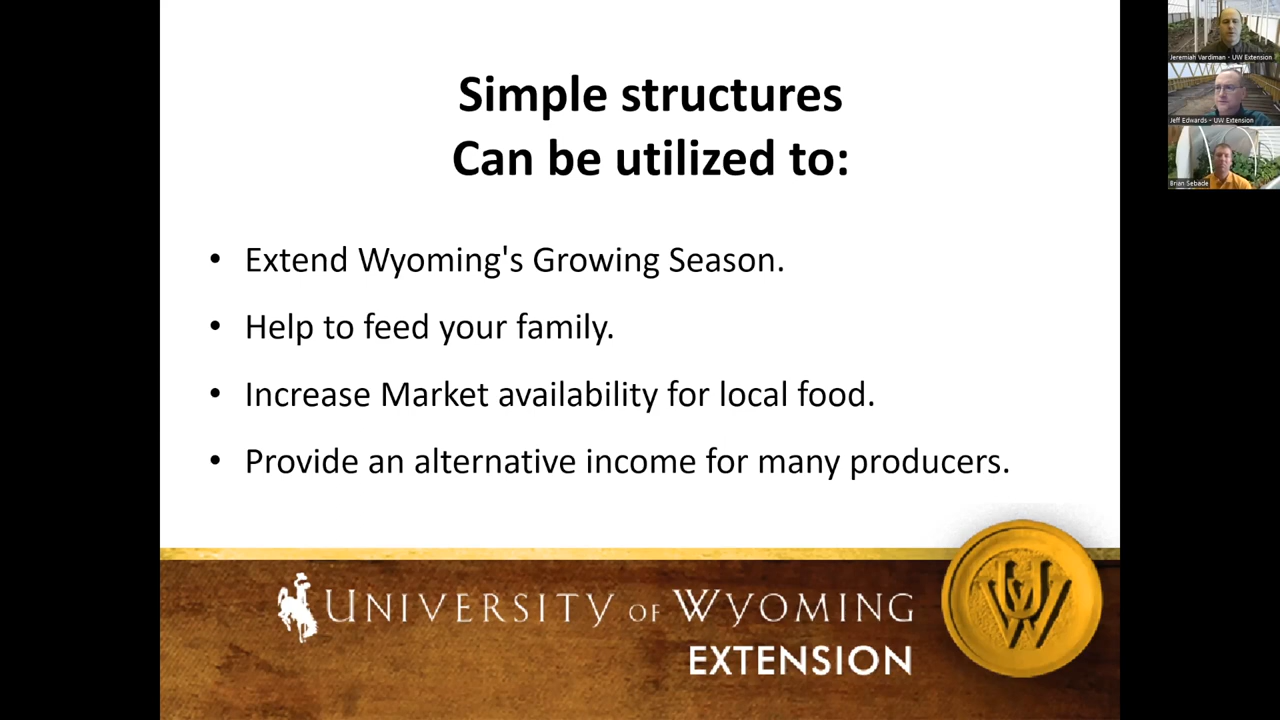 Simple structures
Can be utilized to:
• Extend Wyoming's Growing Season.
• Help to feed your family.
• Increase Market availability for local food.
• Provide an alternative income for many producers.
UNIVERSITY OF WYOMING
EXTENSION
UW
Jeremiah Vardiman - UW Extension
Jeff Edwards - UW Extension
Brian Sebade